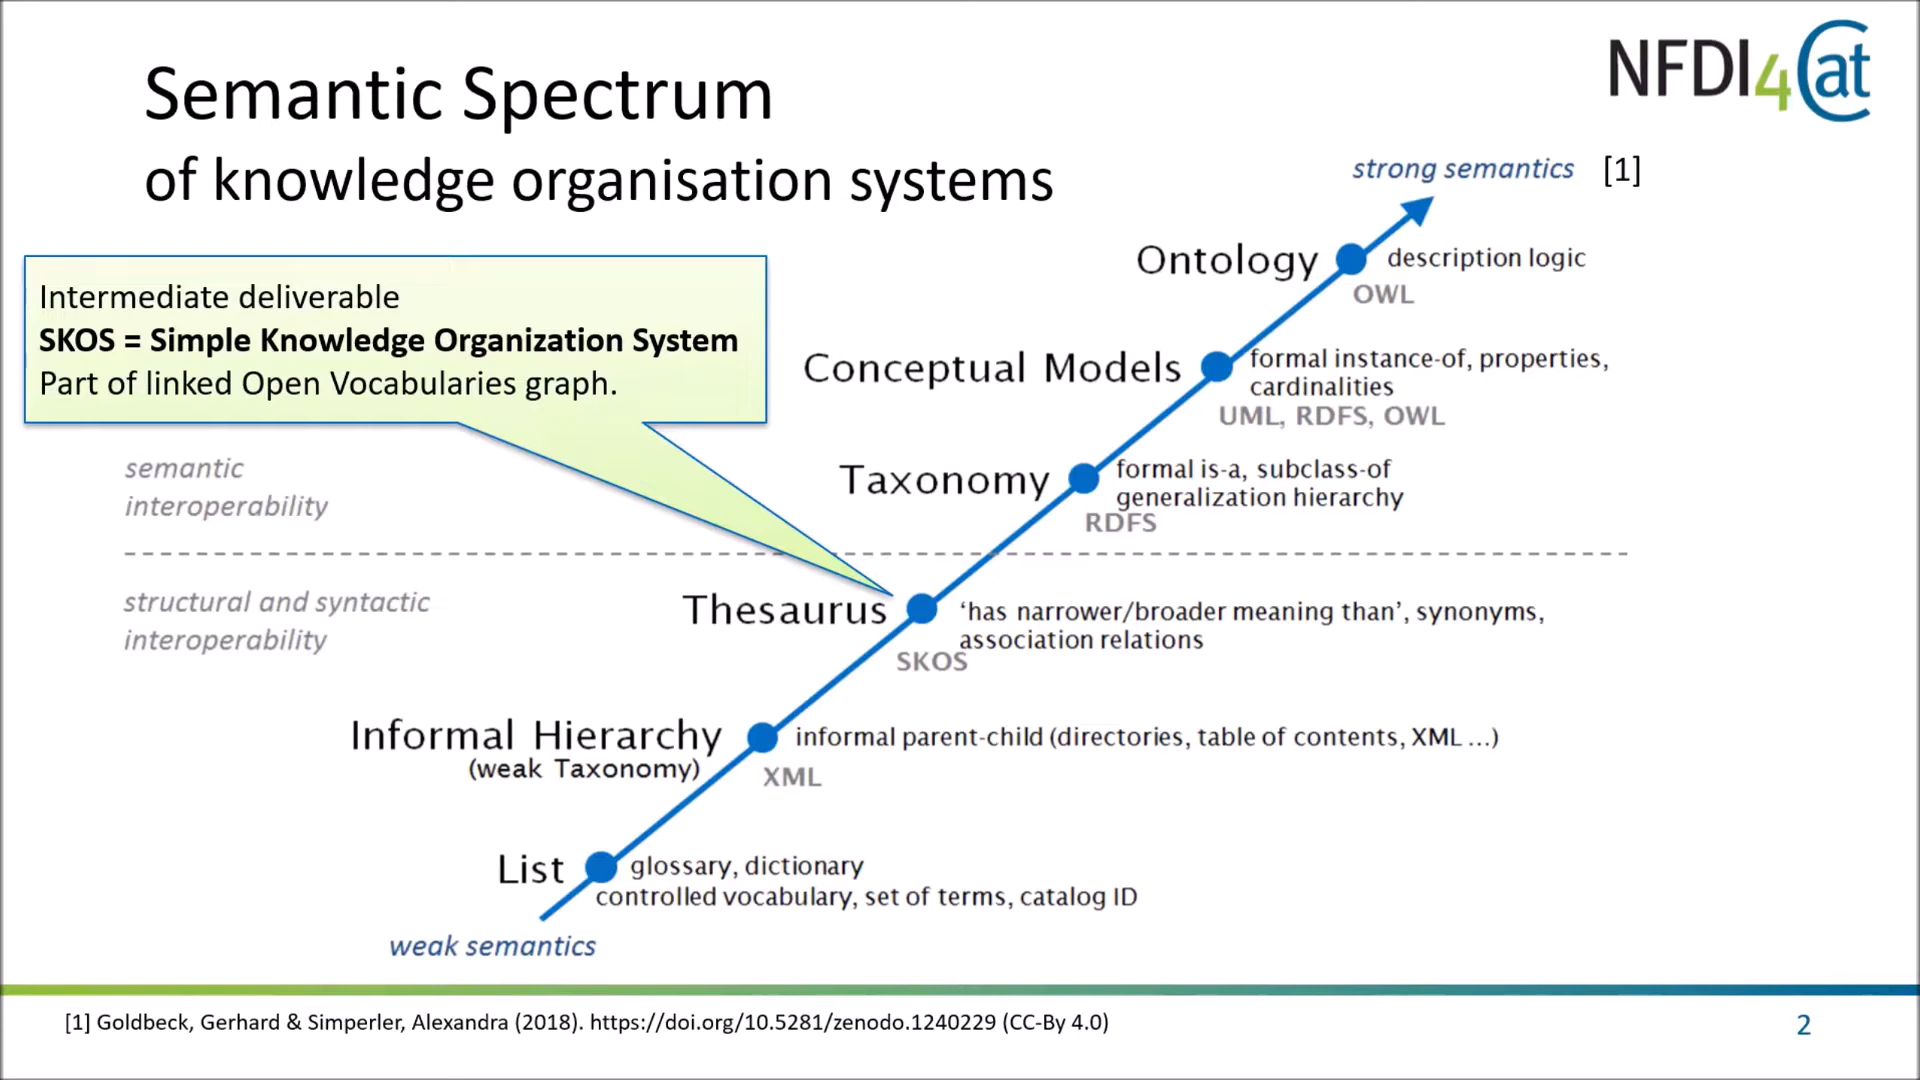 Semantic Spectrum
of knowledge organisation systems
NFDI4Cat
strong semantics [1]
Intermediate deliverable
SKOS = Simple Knowledge Organization System
Part of linked Open Vocabularies graph.
Ontology description logic
OWL
Conceptual Models formal instance-of, properties,
cardinalities
UML, RDFS, OWL
semantic
interoperability
Taxonomy formal is-a, subclass-of
generalization hierarchy
RDFS
structural and syntactic
interoperability
Thesaurus ‘has narrower/broader meaning than’, synonyms,
association relations
SKOS
Informal Hierarchy informal parent-child (directories, table of contents, XML ...)
(weak Taxonomy)
XML
List glossary, dictionary
controlled vocabulary, set of terms, catalog ID
weak semantics
[1] Goldbeck, Gerhard & Simperler, Alexandra (2018). https://doi.org/10.5281/zenodo.1240229 (CC-By 4.0)
2